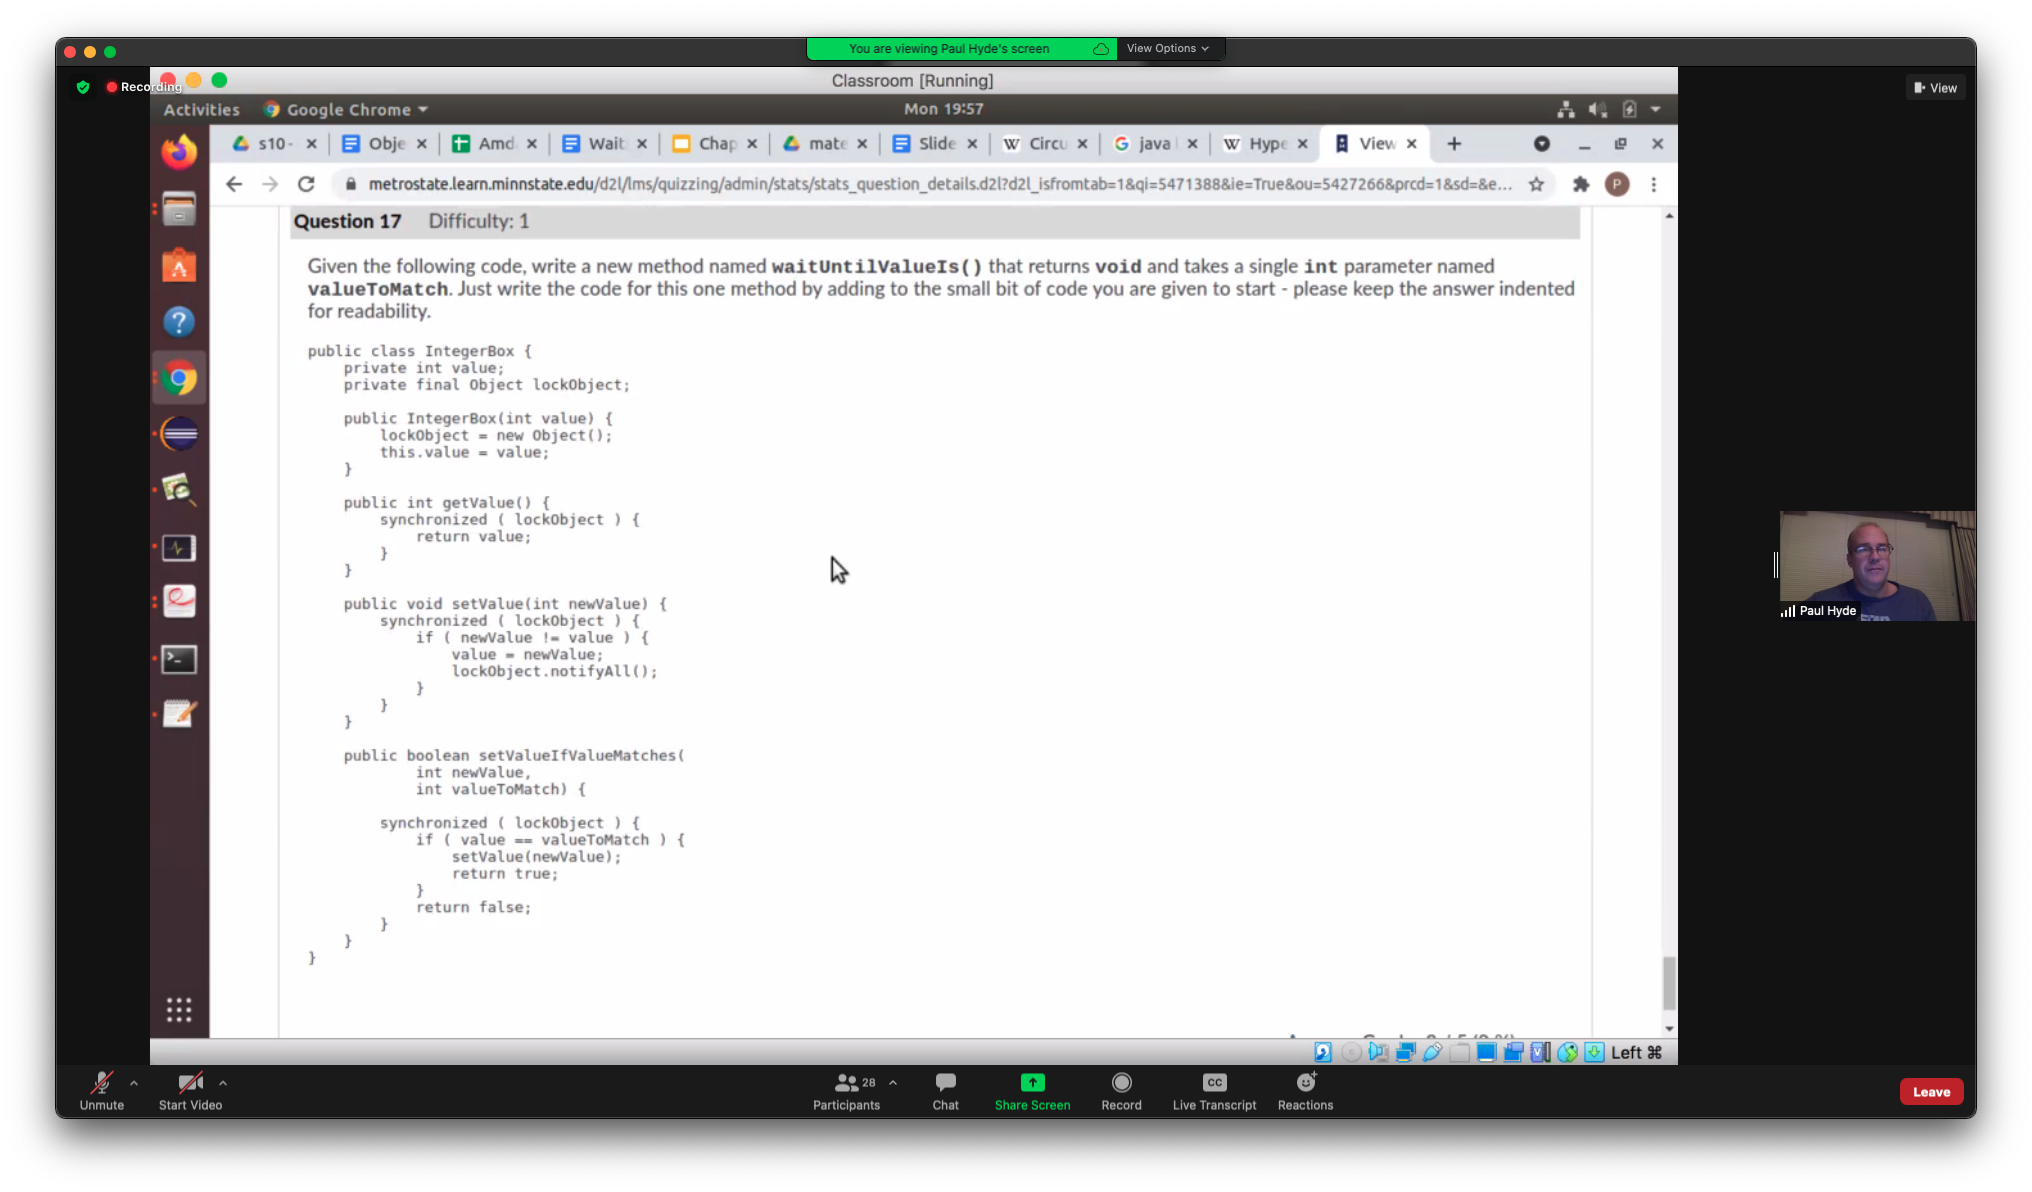 You are viewing Paul Hyde's screen
View Options
Recording
Classroom [Running]
View
Activities
Google Chrome
Mon 19:57
s10-
Obje
Amd
Wait
Chap
mate
Slide
Circu
java
Hype
View
metrostate.learn.minnstate.edu/d2l/lms/quizzing/admin/stats/stats_question_details.d2l?d2l_isfromtab=1&qi=5471388&ie=True&ou=5427266&prcd=1&sd=&e...
P
Question 17 Difficulty: 1
Given the following code, write a new method named waitUntilValueIs() that returns void and takes a single int parameter named
valueToMatch. Just write the code for this one method by adding to the small bit of code you are given to start - please keep the answer indented
for readability.
public class IntegerBox {
    private int value;
    private final Object lockObject;

    public IntegerBox(int value) {
        lockObject = new Object();
        this.value = value;
    }

    public int getValue() {
        synchronized ( lockObject ) {
            return value;
        }
    }

    public void setValue(int newValue) {
        synchronized ( lockObject ) {
            if ( newValue != value ) {
                value = newValue;
                lockObject.notifyAll();
            }
        }
    }

    public boolean setValueIfValueMatches(
            int newValue,
            int valueToMatch) {

        synchronized ( lockObject ) {
            if ( value == valueToMatch ) {
                setValue(newValue);
                return true;
            }
            return false;
        }
    }
}
Paul Hyde
Left ⌘
Unmute
Start Video
28
Participants
Chat
Share Screen
Record
CC
Live Transcript
Reactions
Leave